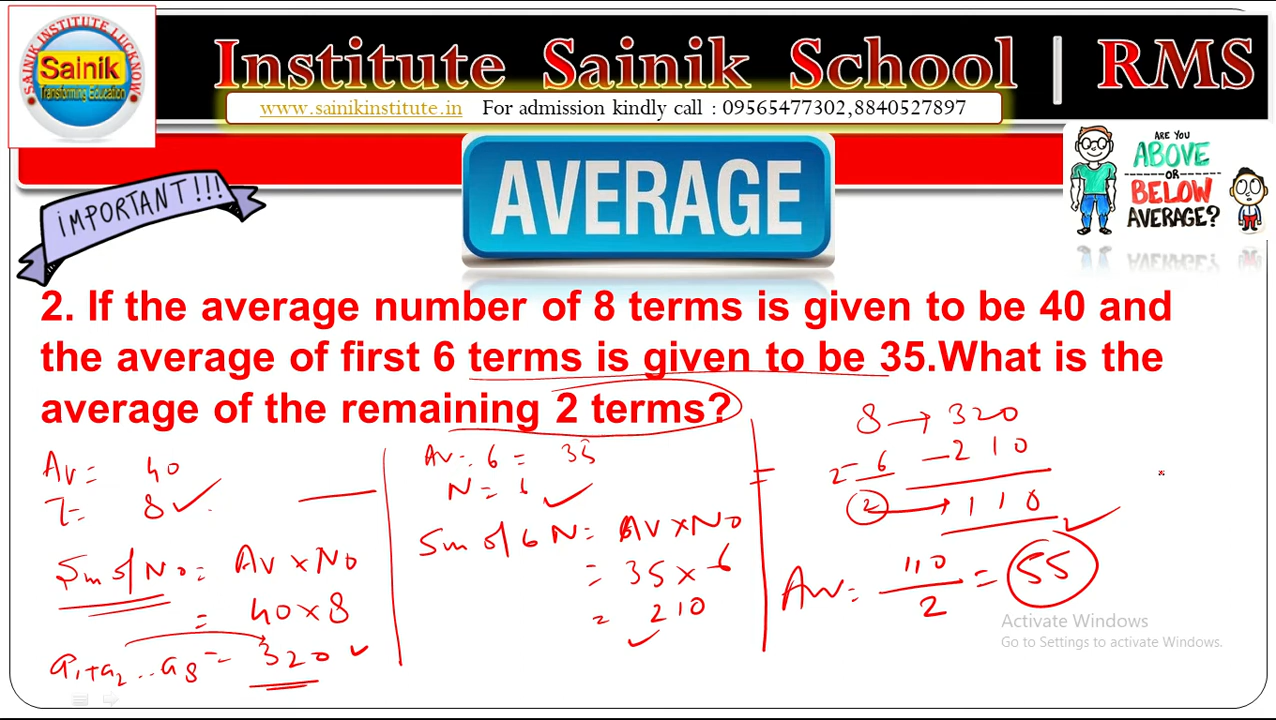 SAINIK INSTITUTE LUCKNOW
Sainik
Transforming Education
Institute Sainik School | RMS
www.sainikinstitute.in For admission kindly call : 09565477302,8840527897
IMPORTANT!!!
AVERAGE
ARE YOU
ABOVE
OR
BELOW
AVERAGE?
2. If the average number of 8 terms is given to be 40 and
the average of first 6 terms is given to be 35.What is the
average of the remaining 2 terms?
Av = 40
T = 8
Sm of No = Av × No
= 40 × 8
a1+a2 .. a8 = 320
Av. 6 = 35
N = 6
Sm of 6 N = Av × No
= 35 × 6
= 210
=
8 → 320
- 6 - 210
2 → 110
Av = 110/2 = 55
Activate Windows
Go to Settings to activate Windows.